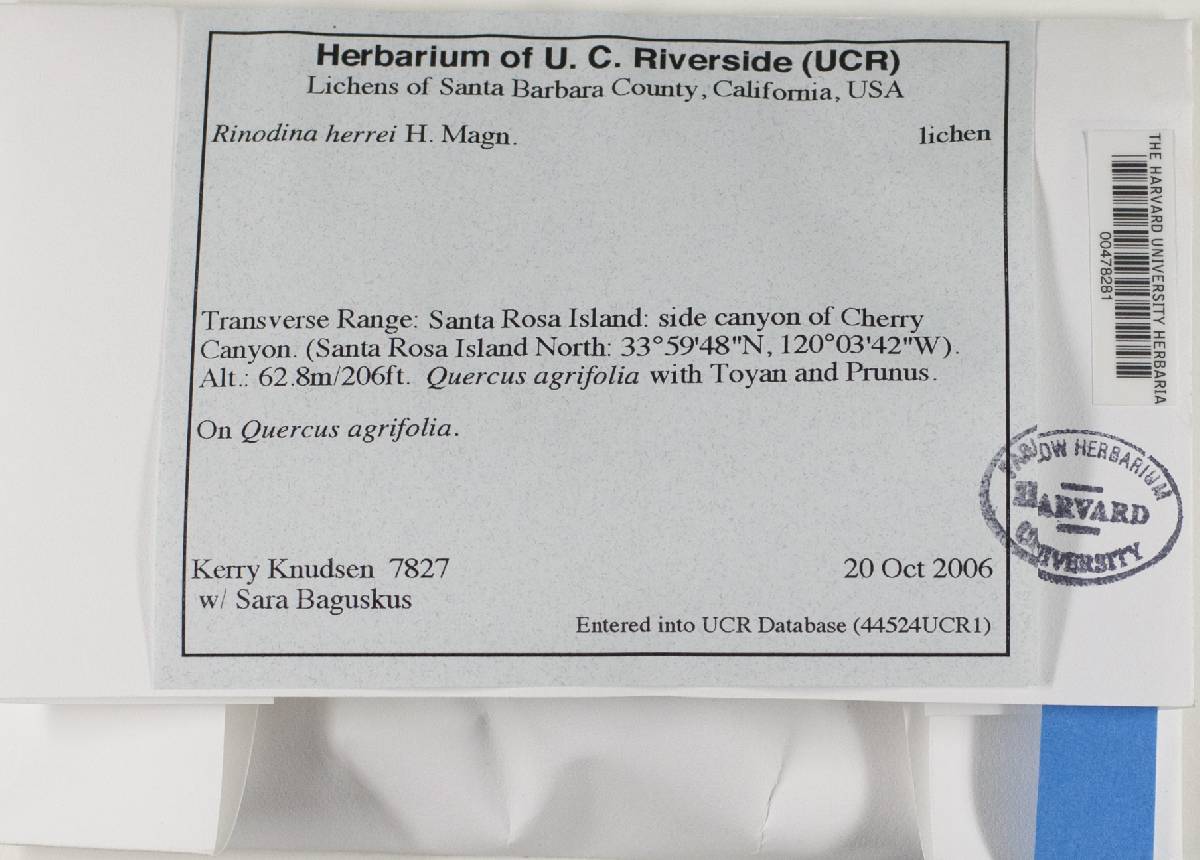 Herbarium of U. C. Riverside (UCR)
Lichens of Santa Barbara County, California, USA
Rinodina herrei H. Magn. lichen
Transverse Range: Santa Rosa Island: side canyon of Cherry
Canyon. (Santa Rosa Island North: 33°59'48"N, 120°03'42"W).
Alt.: 62.8m/206ft. Quercus agrifolia with Toyan and Prunus.
On Quercus agrifolia.
Kerry Knudsen 7827 20 Oct 2006
w/ Sara Baguskus
Entered into UCR Database (44524UCR1)
THE HARVARD UNIVERSITY HERBARIA
00478281
FARLOW HERBARIUM
HARVARD
UNIVERSITY